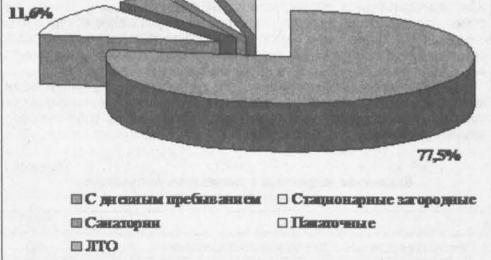 11,6%
77,5%
С дневным пребыванием Стационарные загородные
Санатории Палаточные
ЛТО